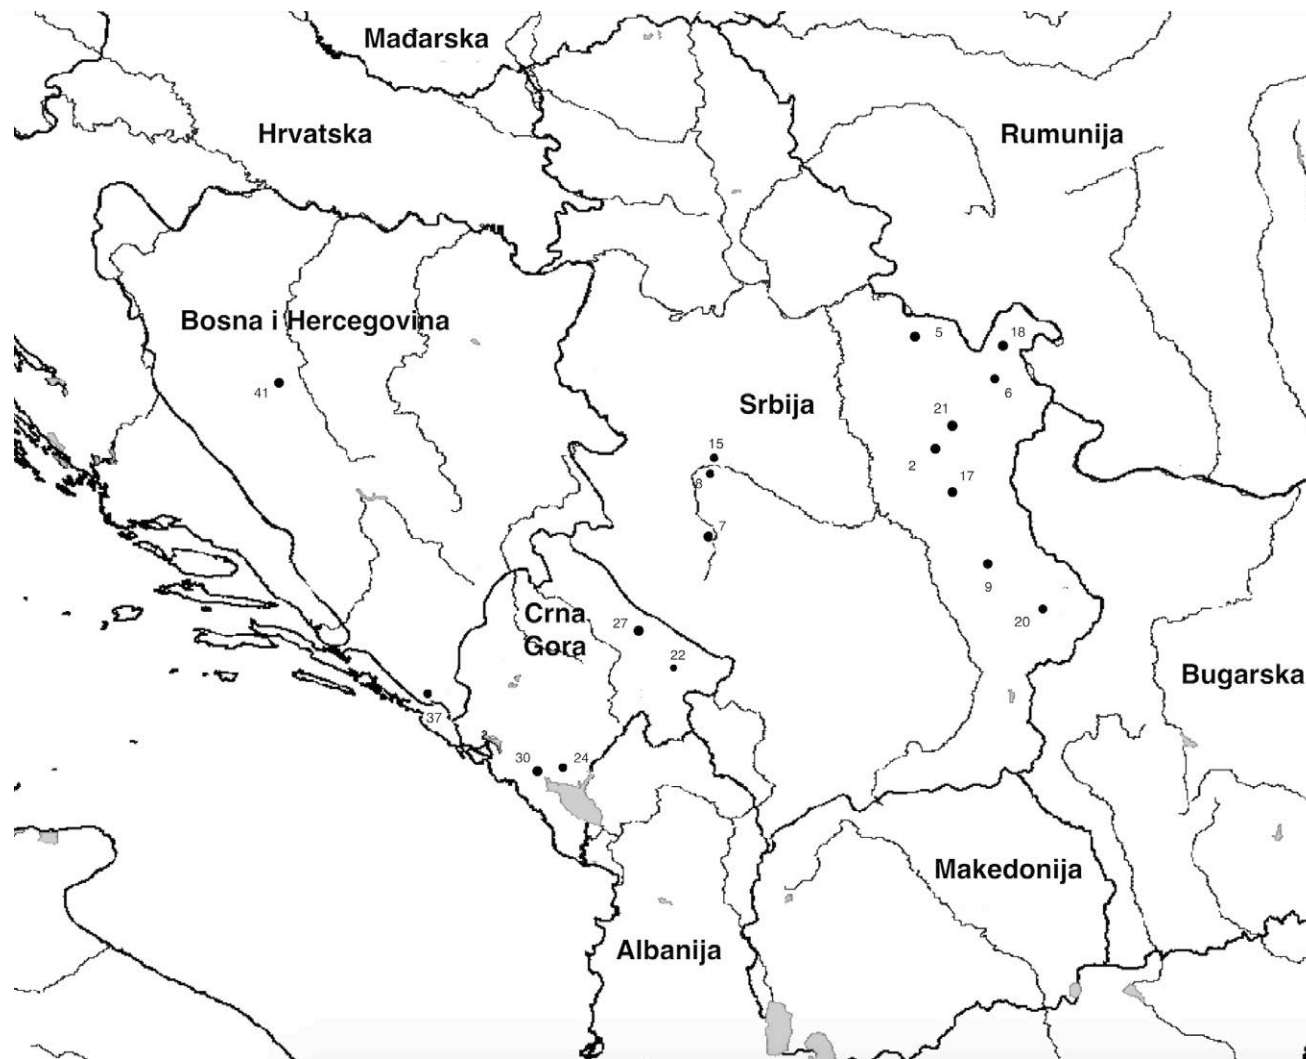 Mađarska
Hrvatska
Rumunija
Bosna i Hercegovina
5
18
6
41
Srbija
21
15
2
8
17
7
9
Crna
Gora
27
20
22
Bugarska
37
30
24
Makedonija
Albanija